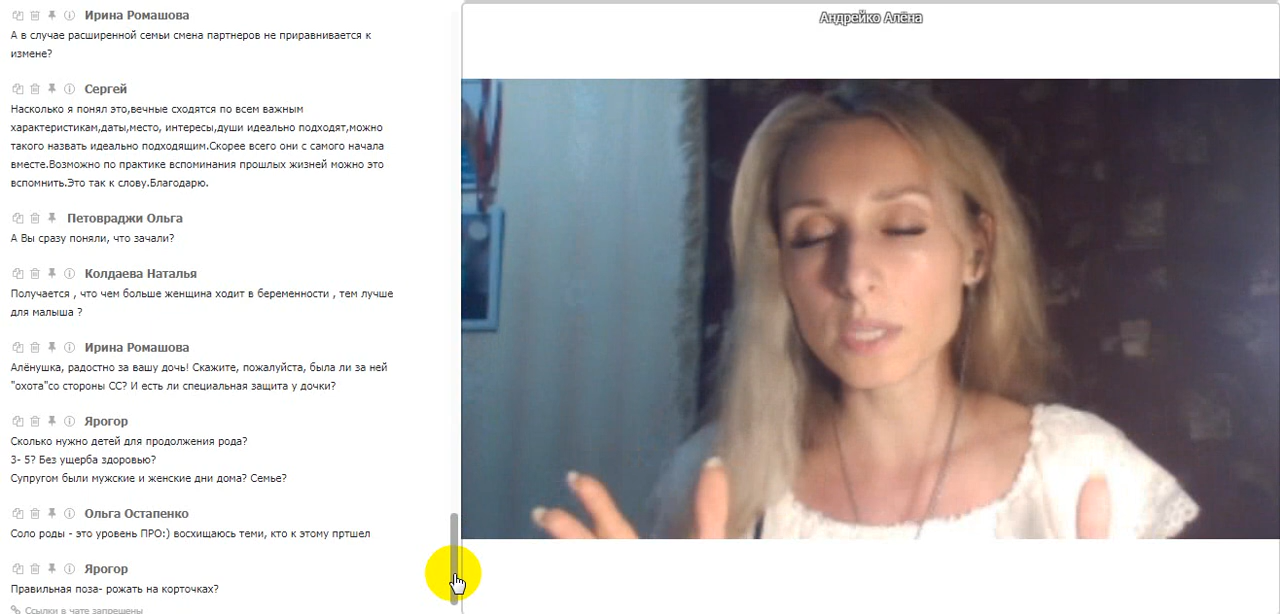 Ирина Ромашова
А в случае расширенной семьи смена партнеров не приравнивается к
измене?
Сергей
Насколько я понял это,вечные сходятся по всем важным
характеристикам,даты,место, интересы,души идеально подходят,можно
такого назвать идеально подходящим.Скорее всего они с самого начала
вместе.Возможно по практике вспоминания прошлых жизней можно это
вспомнить.Это так к слову.Благодарю.
Петовраджи Ольга
А Вы сразу поняли, что зачали?
Колдаева Наталья
Получается , что чем больше женщина ходит в беременности , тем лучше
для малыша ?
Ирина Ромашова
Алёнушка, радостно за вашу дочь! Скажите, пожалуйста, была ли за ней
"охота"со стороны СС? И есть ли специальная защита у дочки?
Ярогор
Сколько нужно детей для продолжения рода?
3- 5? Без ущерба здоровью?
Супругом были мужские и женские дни дома? Семье?
Ольга Остапенко
Соло роды - это уровень ПРО:) восхищаюсь теми, кто к этому пртшел
Ярогор
Правильная поза- рожать на корточках?
Ссылки в чате запрещены
Андрейко Алёна